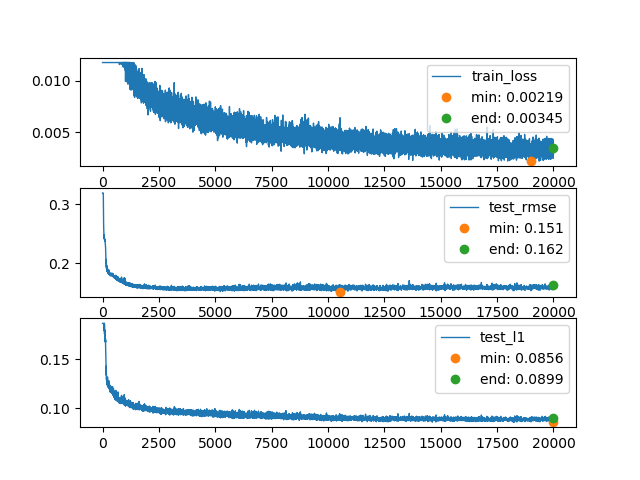 0.010
0.005
train_loss
min: 0.00219
end: 0.00345
0 2500 5000 7500 10000 12500 15000 17500 20000
0.3
0.2
test_rmse
min: 0.151
end: 0.162
0 2500 5000 7500 10000 12500 15000 17500 20000
0.15
0.10
test_l1
min: 0.0856
end: 0.0899
0 2500 5000 7500 10000 12500 15000 17500 20000